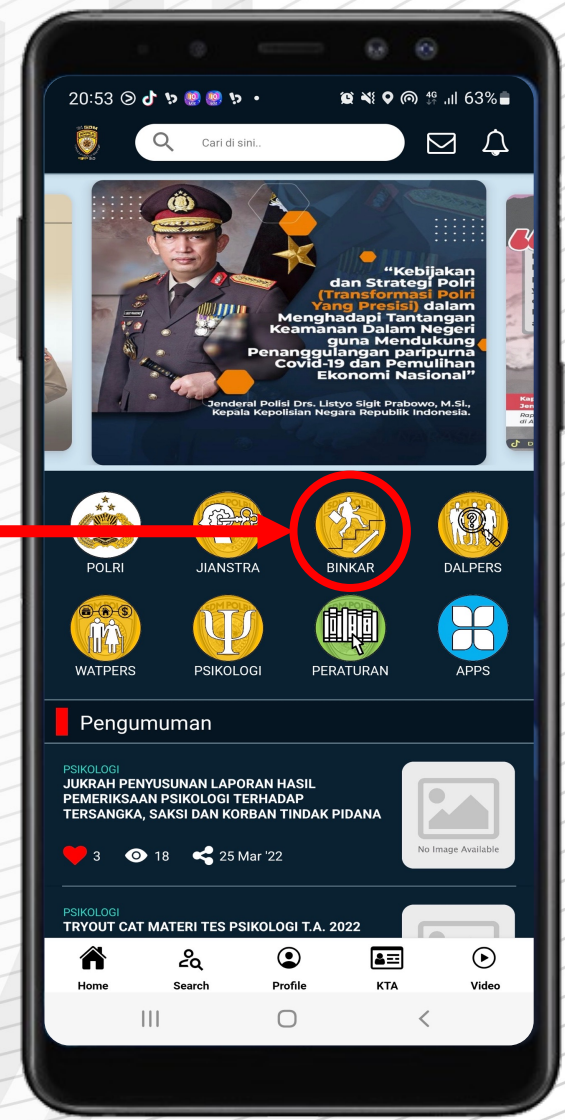 20:53
4G
63%
Cari di sini..
“Kebijakan
dan Strategi Polri
(Transformasi Polri
Yang Presisi) dalam
Menghadapi Tantangan
Keamanan Dalam Negeri
guna Mendukung
Penanggulangan paripurna
Covid-19 dan Pemulihan
Ekonomi Nasional”
Jenderal Polisi Drs. Listyo Sigit Prabowo, M.Si.,
Kepala Kepolisian Negara Republik Indonesia.
POLRI
JIANSTRA
BINKAR
DALPERS
WATPERS
PSIKOLOGI
PERATURAN
APPS
Pengumuman
PSIKOLOGI
JUKRAH PENYUSUNAN LAPORAN HASIL
PEMERIKSAAN PSIKOLOGI TERHADAP
TERSANGKA, SAKSI DAN KORBAN TINDAK PIDANA
No Image Available
3 18 25 Mar '22
PSIKOLOGI
TRYOUT CAT MATERI TES PSIKOLOGI T.A. 2022
Home Search Profile KTA Video